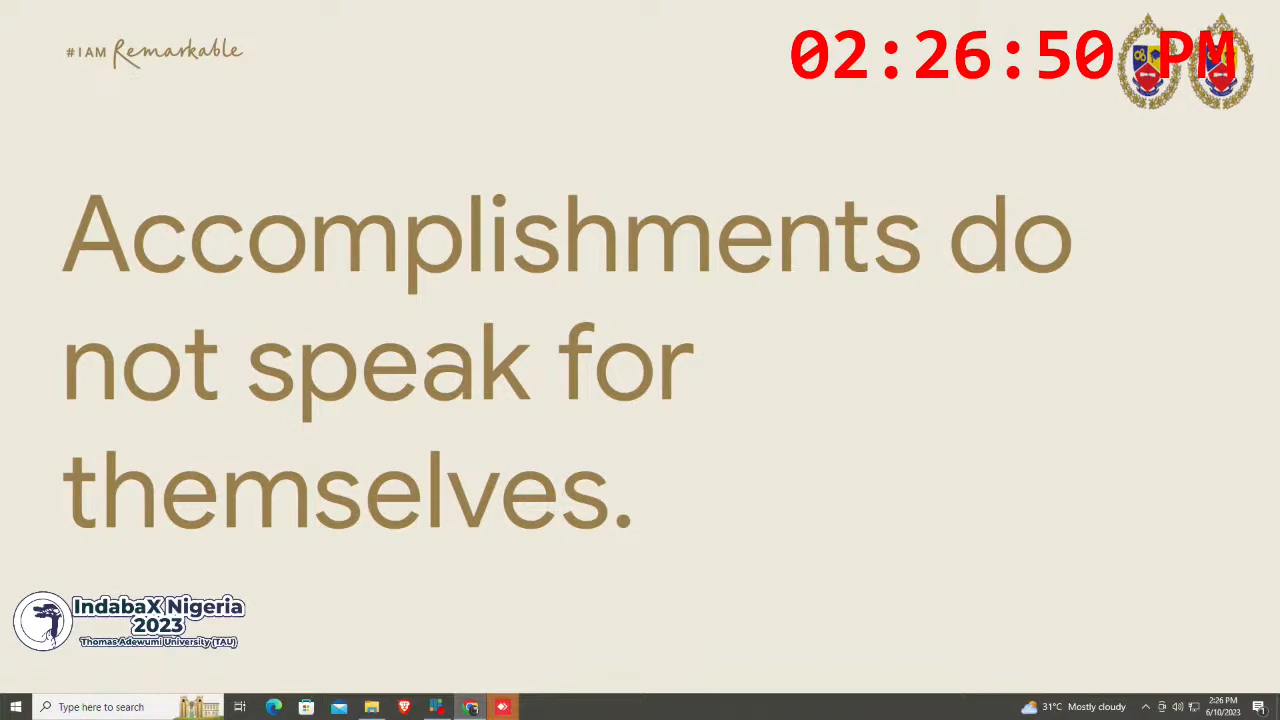 #IAM Remarkable
02:26:50 PM
Accomplishments do
not speak for
themselves.
IndabaX Nigeria
2023
Thomas Adewumi University (TAU)
Type here to search
31°C Mostly cloudy
2:26 PM
6/10/2023